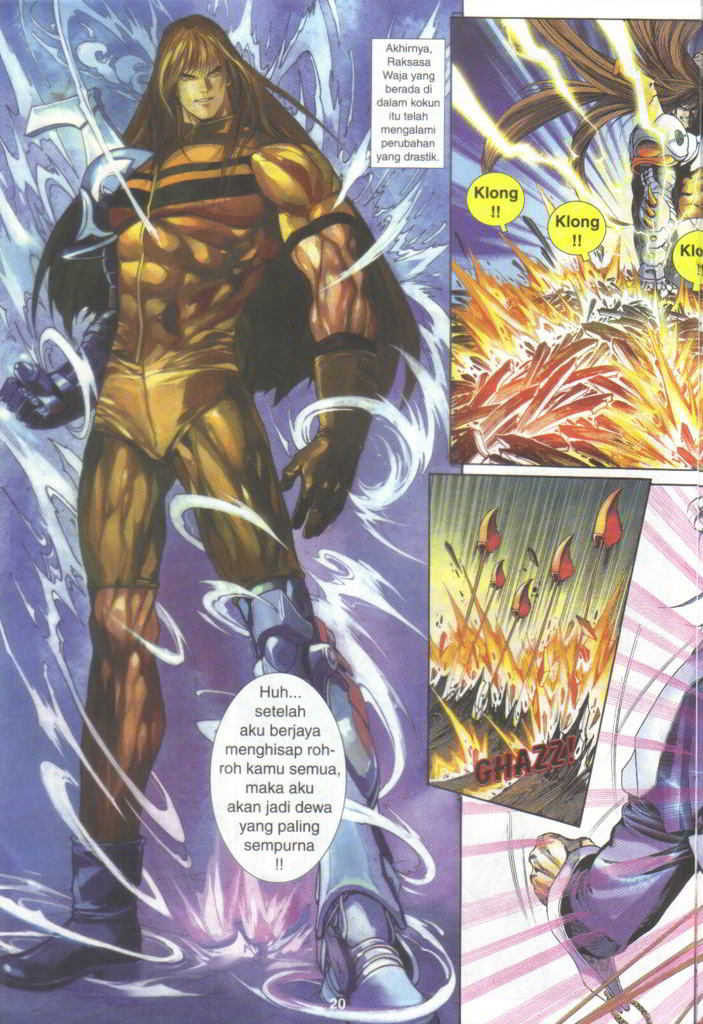 Akhirnya,
Raksasa
Waja yang
berada di
dalam kokun
itu telah
mengalami
perubahan
yang drastik.
Klong
!!
Klong
!!
Klo
!!
GHAZZ!
Huh...
setelah
aku berjaya
menghisap roh-
roh kamu semua,
maka aku
akan jadi dewa
yang paling
sempurna
!!
20